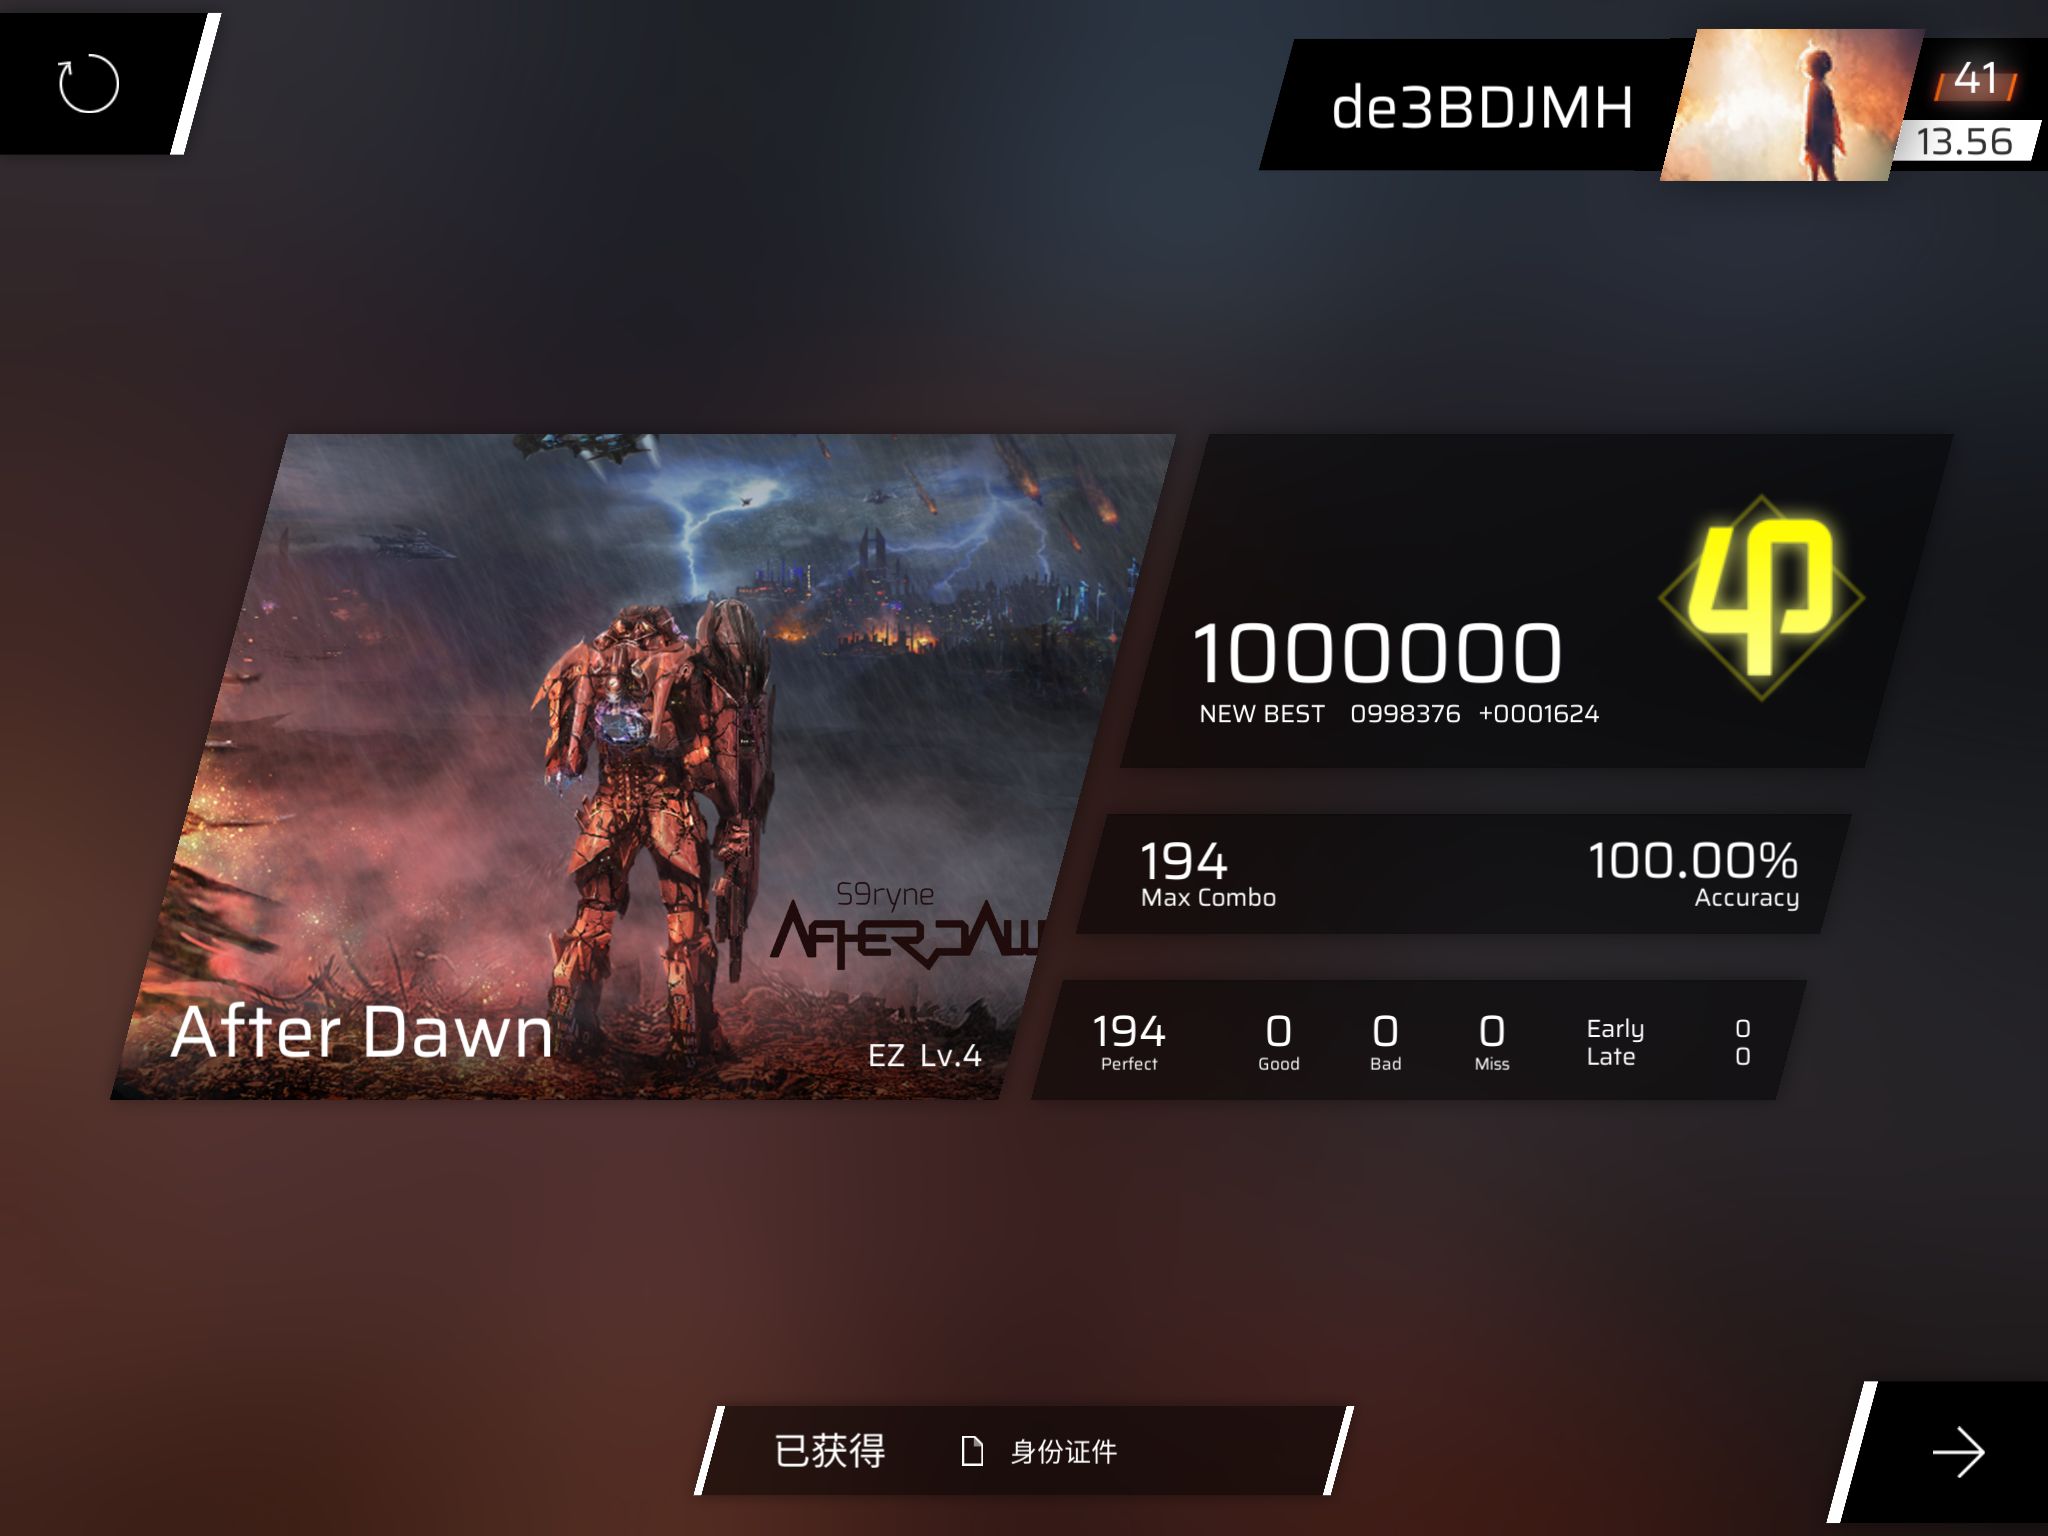 de3BDJMH
41
13.56
S9ryne
After Dawn
EZ Lv.4
1000000
NEW BEST 0998376 +0001624
194
Max Combo
100.00%
Accuracy
194
Perfect
0
Good
0
Bad
0
Miss
Early 0
Late 0
已获得 身份证件